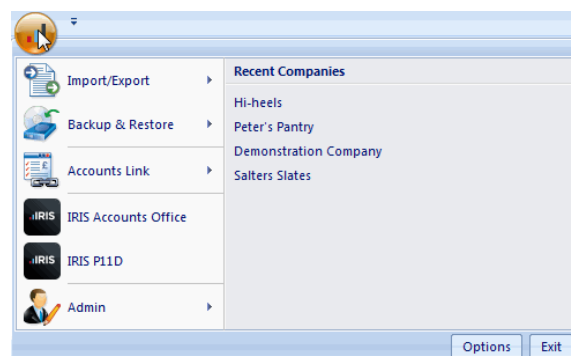 Import/Export
Backup & Restore
Accounts Link
IRIS
IRIS Accounts Office
IRIS
IRIS P11D
Admin
Recent Companies
Hi-heels
Peter's Pantry
Demonstration Company
Salters Slates
Options
Exit